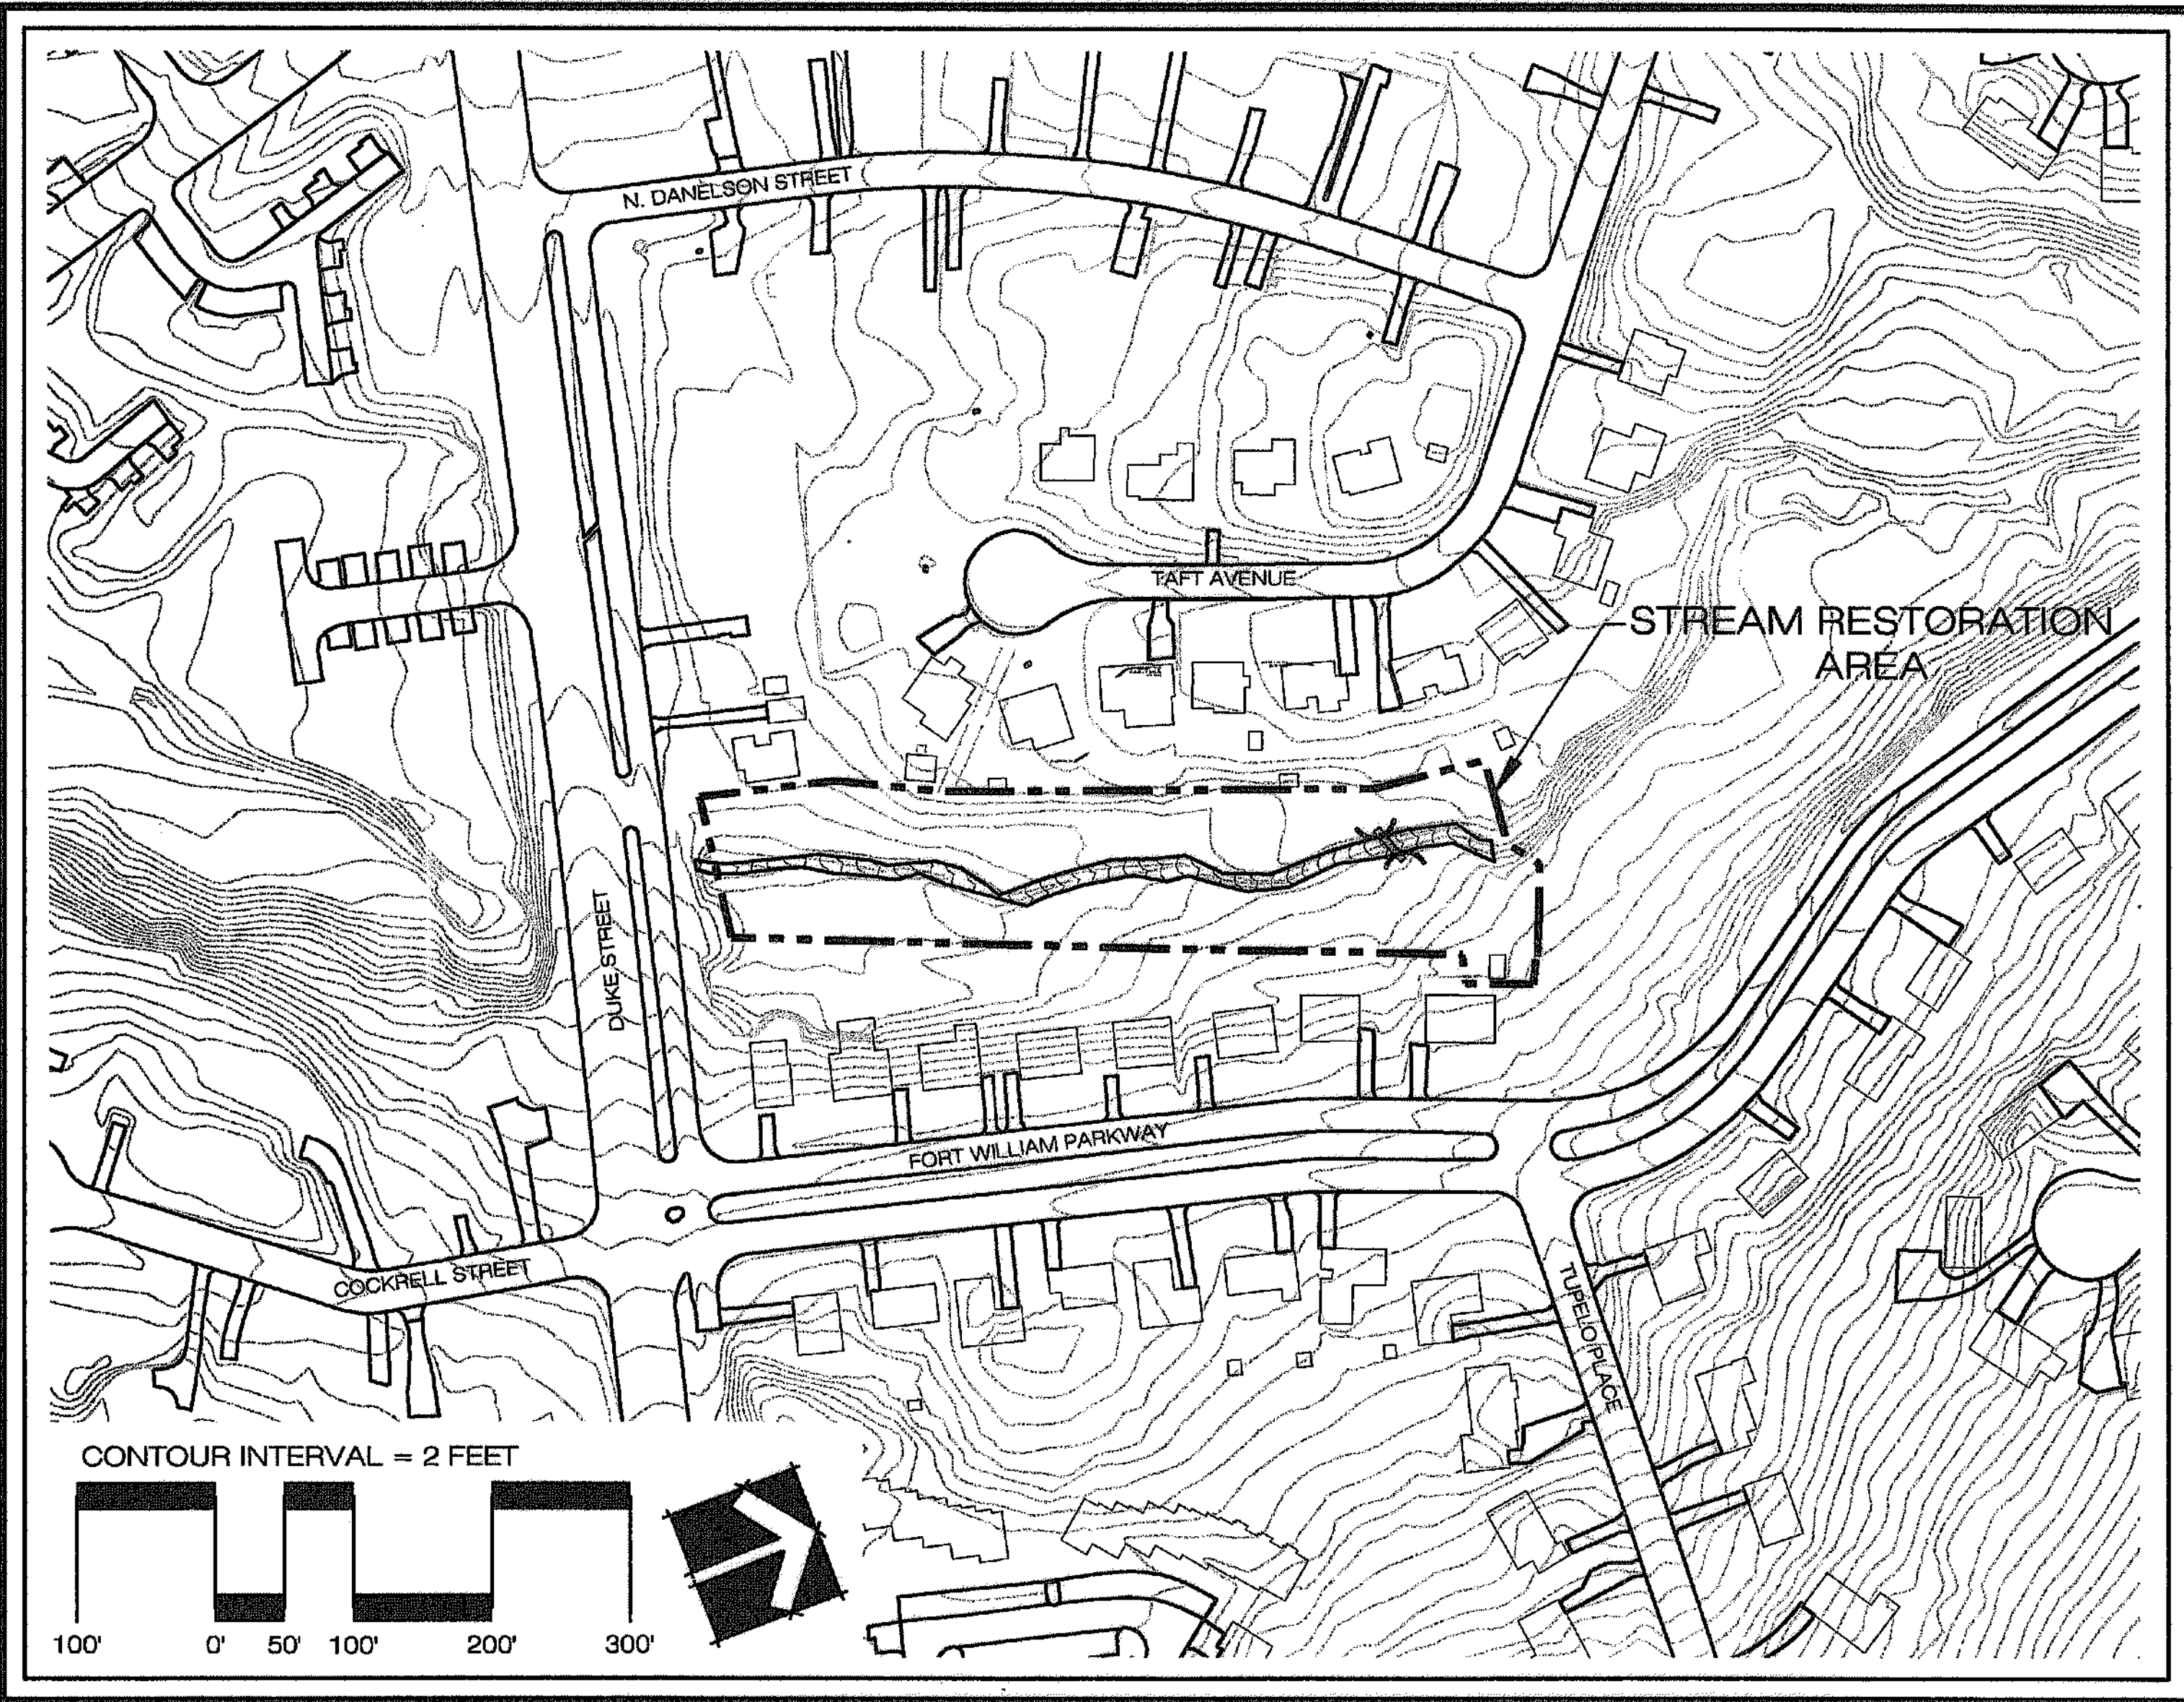 N. DANELSON STREET
TAFT AVENUE
STREAM RESTORATION
AREA
DUKE STREET
FORT WILLIAM PARKWAY
COCKRELL STREET
TUPELO PLACE
CONTOUR INTERVAL = 2 FEET
100' 0' 50' 100' 200' 300'